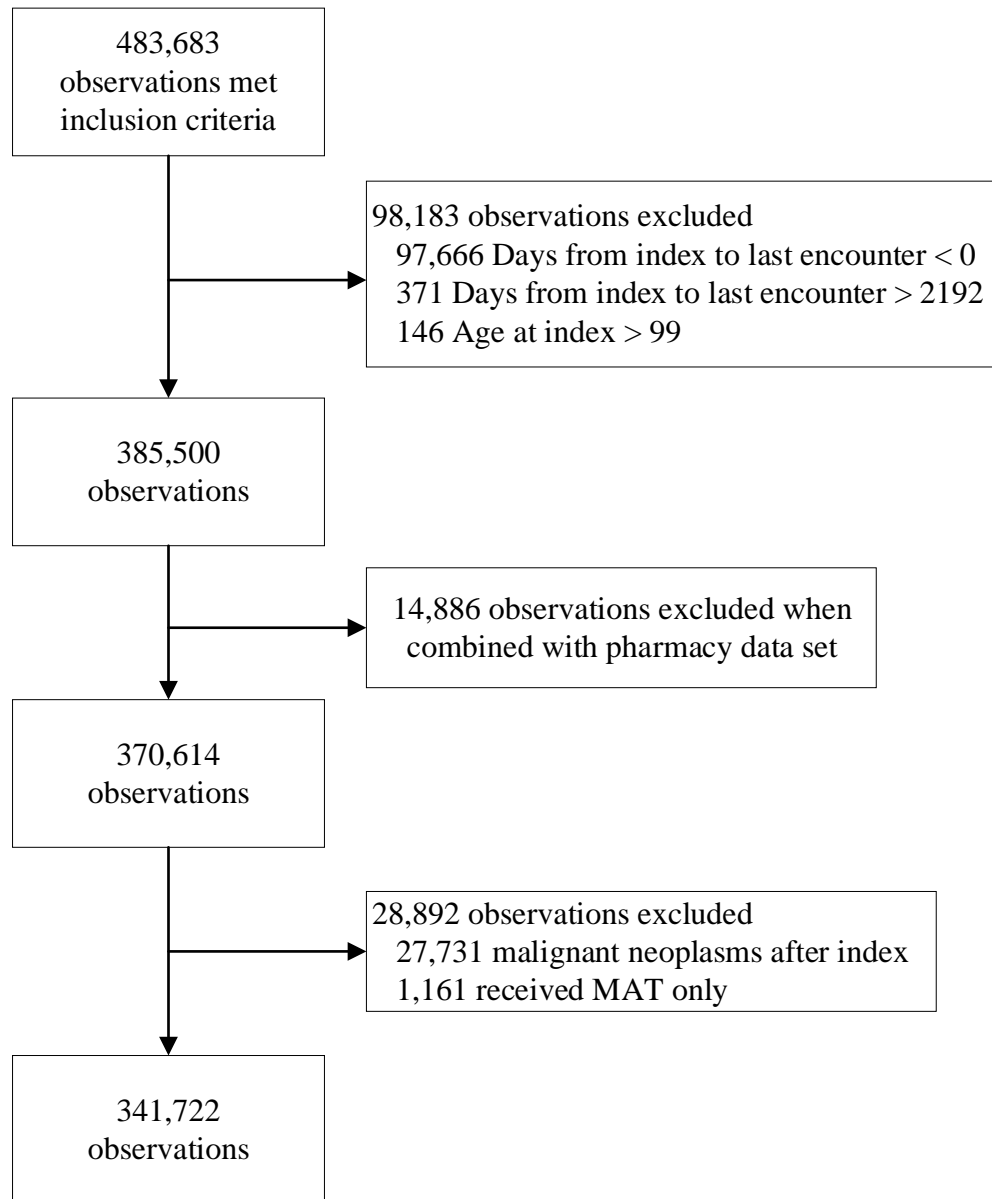 483,683
observations met
inclusion criteria
98,183 observations excluded
97,666 Days from index to last encounter < 0
371 Days from index to last encounter > 2192
146 Age at index > 99
385,500
observations
14,886 observations excluded when
combined with pharmacy data set
370,614
observations
28,892 observations excluded
27,731 malignant neoplasms after index
1,161 received MAT only
341,722
observations